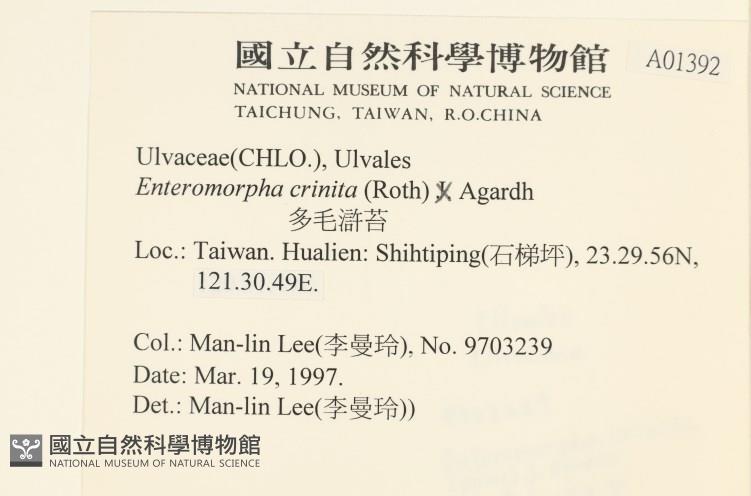 國立自然科學博物館
A01392
NATIONAL MUSEUM OF NATURAL SCIENCE
TAICHUNG, TAIWAN, R.O.CHINA
Ulvaceae(CHLO.), Ulvales
Enteromorpha crinita (Roth) Agardh
多毛滸苔
Loc.: Taiwan. Hualien: Shihtiping(石梯坪), 23.29.56N,
121.30.49E.
Col.: Man-lin Lee(李曼玲), No. 9703239
Date: Mar. 19, 1997.
Det.: Man-lin Lee(李曼玲))
國立自然科學博物館
NATIONAL MUSEUM OF NATURAL SCIENCE